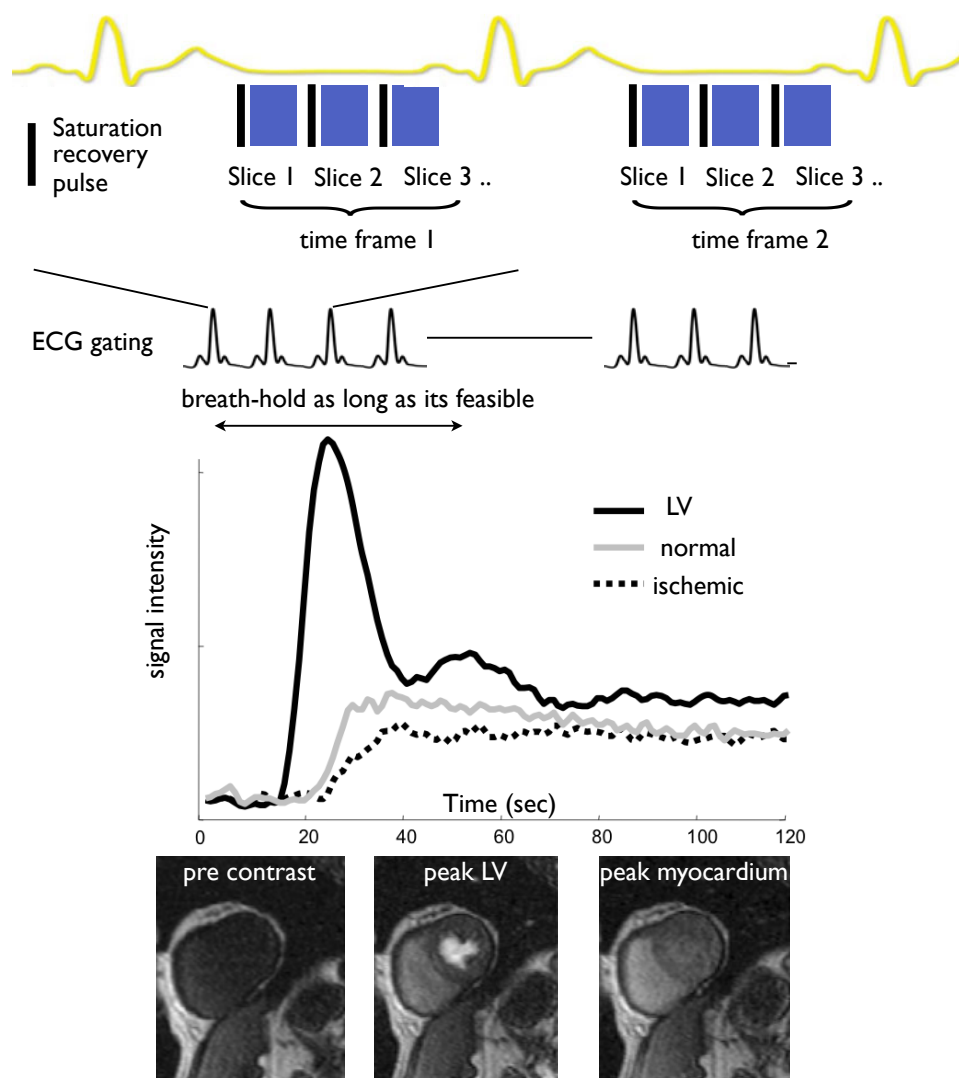 Saturation
recovery
pulse
Slice 1 Slice 2 Slice 3 ..
Slice 1 Slice 2 Slice 3 ..
time frame 1
time frame 2
ECG gating
breath-hold as long as its feasible
signal intensity
LV
normal
ischemic
Time (sec)
0 20 40 60 80 100 120
pre contrast
peak LV
peak myocardium